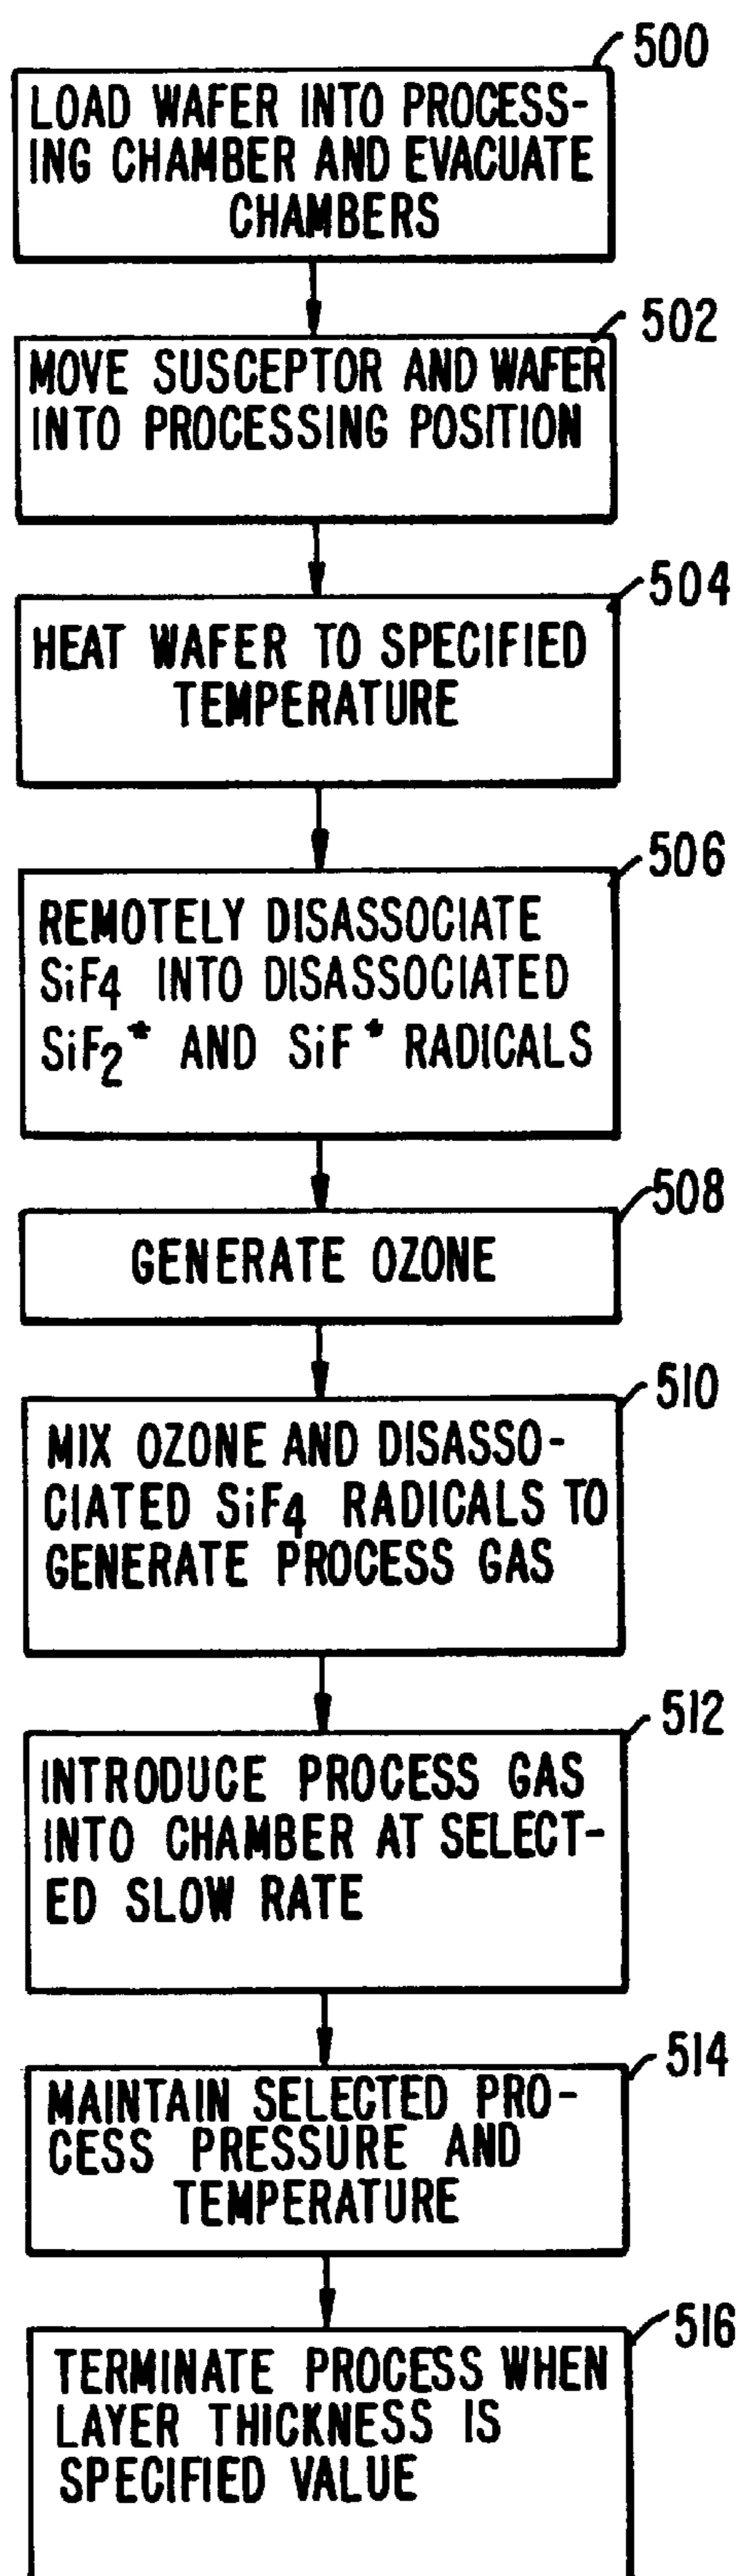 500
LOAD WAFER INTO PROCESS-
ING CHAMBER AND EVACUATE
CHAMBERS
502
MOVE SUSCEPTOR AND WAFER
INTO PROCESSING POSITION
504
HEAT WAFER TO SPECIFIED
TEMPERATURE
506
REMOTELY DISASSOCIATE
SiF4 INTO DISASSOCIATED
SiF2* AND SiF* RADICALS
508
GENERATE OZONE
510
MIX OZONE AND DISASSO-
CIATED SiF4 RADICALS TO
GENERATE PROCESS GAS
512
INTRODUCE PROCESS GAS
INTO CHAMBER AT SELECT-
ED SLOW RATE
514
MAINTAIN SELECTED PRO-
CESS PRESSURE AND
TEMPERATURE
516
TERMINATE PROCESS WHEN
LAYER THICKNESS IS
SPECIFIED VALUE